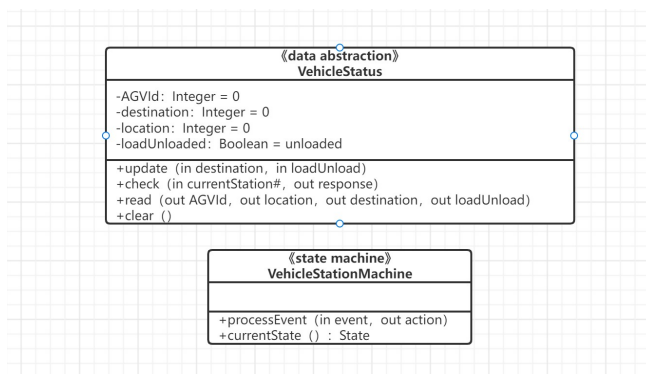 《data abstraction》
VehicleStatus
-AGVId：Integer = 0
-destination：Integer = 0
-location：Integer = 0
-loadUnloaded：Boolean = unloaded
+update（in destination，in loadUnload）
+check（in currentStation#，out response）
+read（out AGVId，out location，out destination，out loadUnload）
+clear（）
《state machine》
VehicleStationMachine
+processEvent（in event，out action）
+currentState（）：State